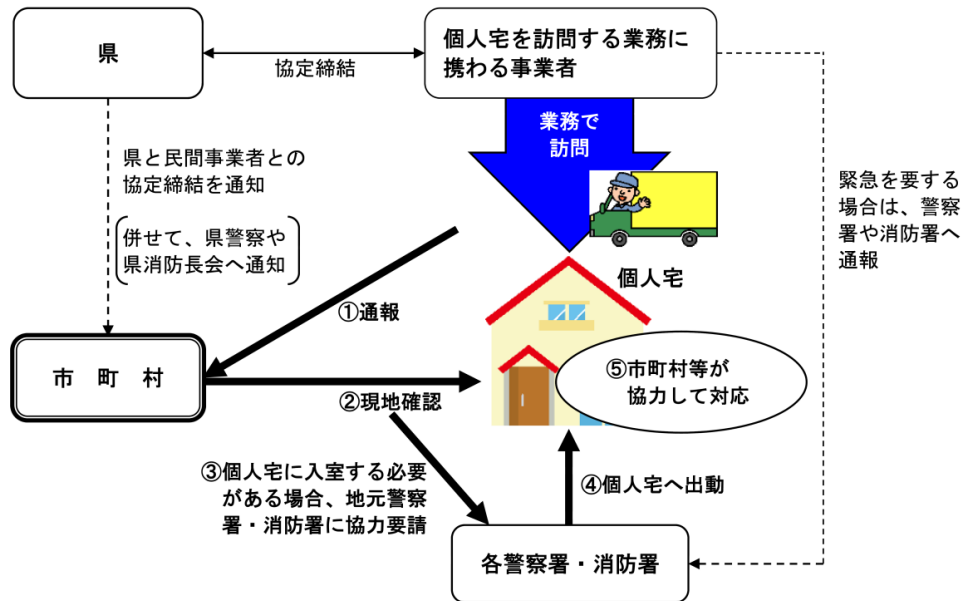 県
協定締結
個人宅を訪問する業務に
携わる事業者
業務で
訪問
県と民間事業者との
協定締結を通知
併せて、県警察や
県消防長会へ通知
緊急を要する
場合は、警察
署や消防署へ
通報
個人宅
①通報
市　町　村
②現地確認
⑤市町村等が
協力して対応
③個人宅に入室する必要
がある場合、地元警察
署・消防署に協力要請
④個人宅へ出動
各警察署・消防署